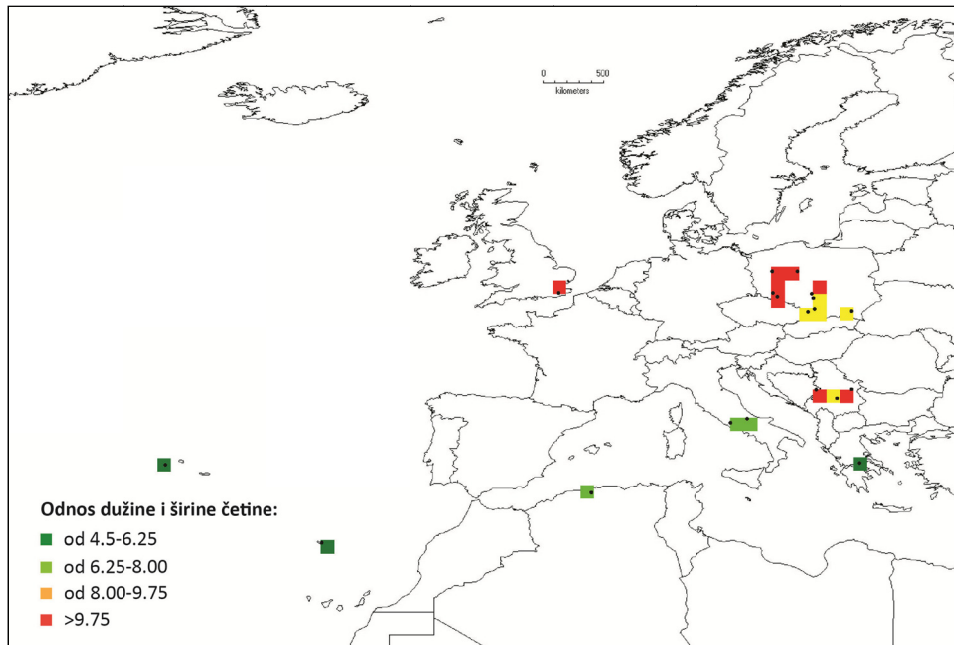 0 500
kilometers
Odnos dužine i širine četine:
od 4.5-6.25
od 6.25-8.00
od 8.00-9.75
>9.75